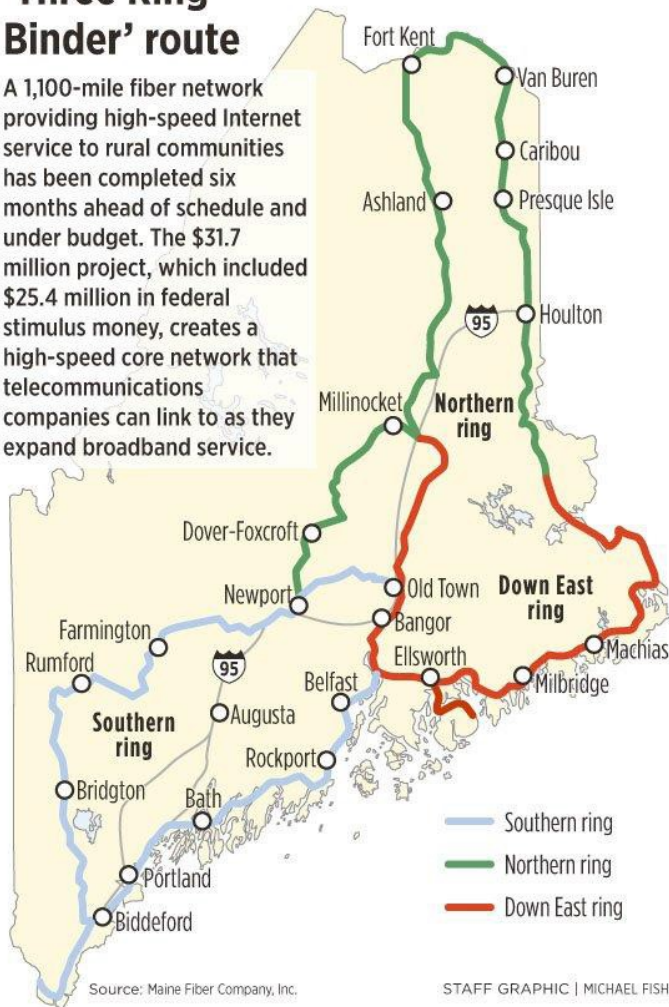 'Three Ring
Binder' route
A 1,100-mile fiber network
providing high-speed Internet
service to rural communities
has been completed six
months ahead of schedule and
under budget. The $31.7
million project, which included
$25.4 million in federal
stimulus money, creates a
high-speed core network that
telecommunications
companies can link to as they
expand broadband service.
Fort Kent
Van Buren
Caribou
Ashland
Presque Isle
95
Houlton
Millinocket
Northern
ring
Dover-Foxcroft
Newport
Old Town
Down East
ring
Bangor
Farmington
Rumford
95
Ellsworth
Machias
Belfast
Milbridge
Southern
ring
Augusta
Rockport
Bridgton
Bath
Portland
Biddeford
Southern ring
Northern ring
Down East ring
Source: Maine Fiber Company, Inc.
STAFF GRAPHIC | MICHAEL FISH